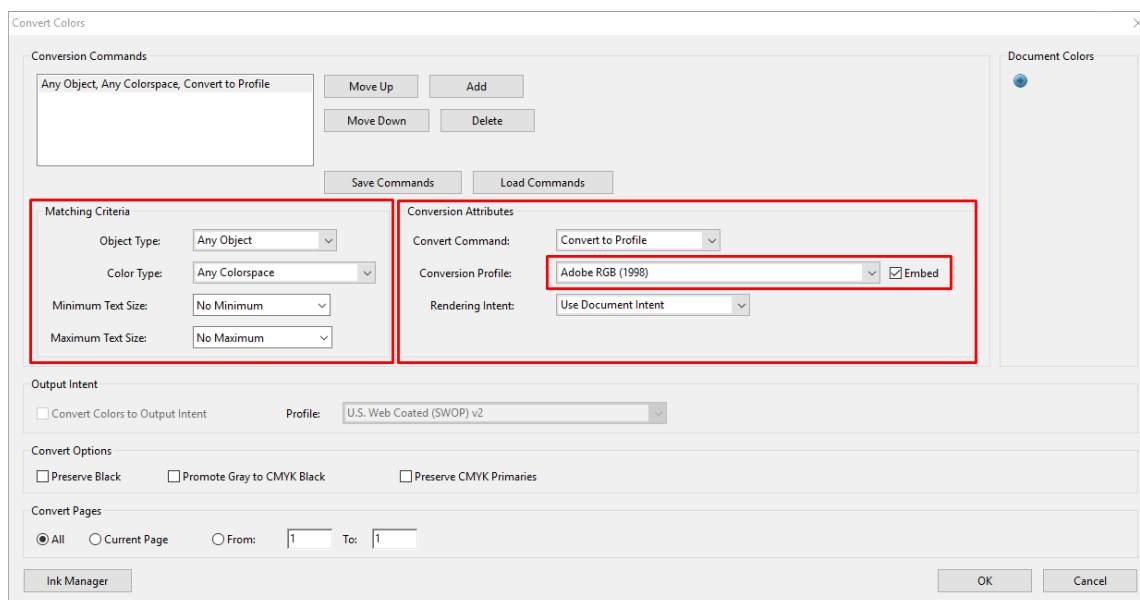 Convert Colors
Conversion Commands
Document Colors
Any Object, Any Colorspace, Convert to Profile
Move Up
Add
Move Down
Delete
Save Commands
Load Commands
Matching Criteria
Object Type: Any Object
Color Type: Any Colorspace
Minimum Text Size: No Minimum
Maximum Text Size: No Maximum
Conversion Attributes
Convert Command: Convert to Profile
Conversion Profile: Adobe RGB (1998) Embed
Rendering Intent: Use Document Intent
Output Intent
Convert Colors to Output Intent Profile: U.S. Web Coated (SWOP) v2
Convert Options
Preserve Black Promote Gray to CMYK Black Preserve CMYK Primaries
Convert Pages
All Current Page From: 1 To: 1
Ink Manager OK Cancel